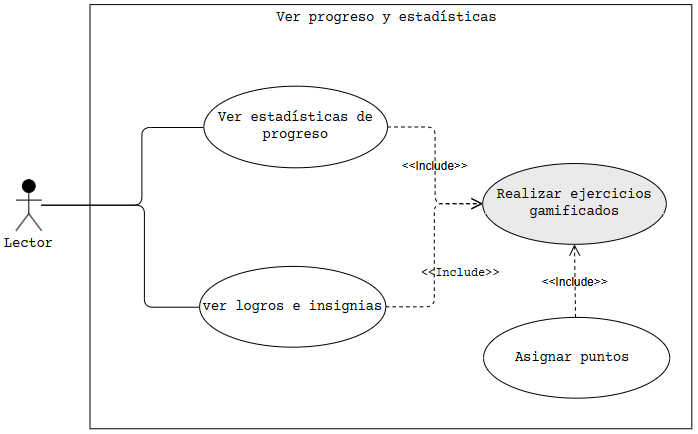 Ver progreso y estadísticas
Ver estadísticas de
progreso
<<Include>>
Realizar ejercicios
gamificados
Lector
<<Include>>
<<Include>>
ver logros e insignias
Asignar puntos